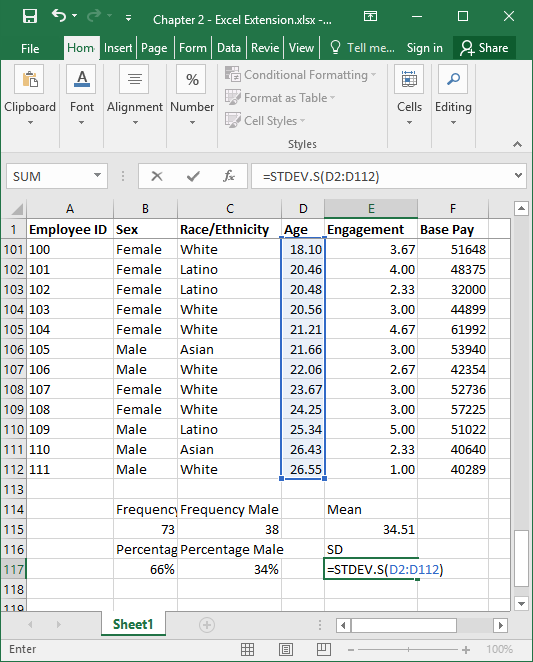 Chapter 2 - Excel Extension.xlsx -...
File Home Insert Page Form Data Revie View Tell me... Sign in Share
Clipboard Font Alignment Number Conditional Formatting Format as Table Cell Styles Styles Cells Editing
SUM fx =STDEV.S(D2:D112)
A B C D E F
1 Employee ID Sex Race/Ethnicity Age Engagement Base Pay
101 100 Female White 18.10 3.67 51648
102 101 Female Latino 20.46 4.00 48375
103 102 Female Latino 20.48 2.33 32000
104 103 Female White 20.56 3.00 44899
105 104 Female White 21.21 4.67 61992
106 105 Male Asian 21.66 3.00 53940
107 106 Male White 22.06 2.67 42354
108 107 Female White 23.67 3.00 52736
109 108 Female White 24.25 3.00 57225
110 109 Male Latino 25.34 5.00 51022
111 110 Male Asian 26.43 2.33 40640
112 111 Male White 26.55 1.00 40289
113
114 Frequency Frequency Male Mean
115 73 38 34.51
116 Percentag Percentage Male SD
117 66% 34% =STDEV.S(D2:D112)
118
119
Sheet1
Enter 100%